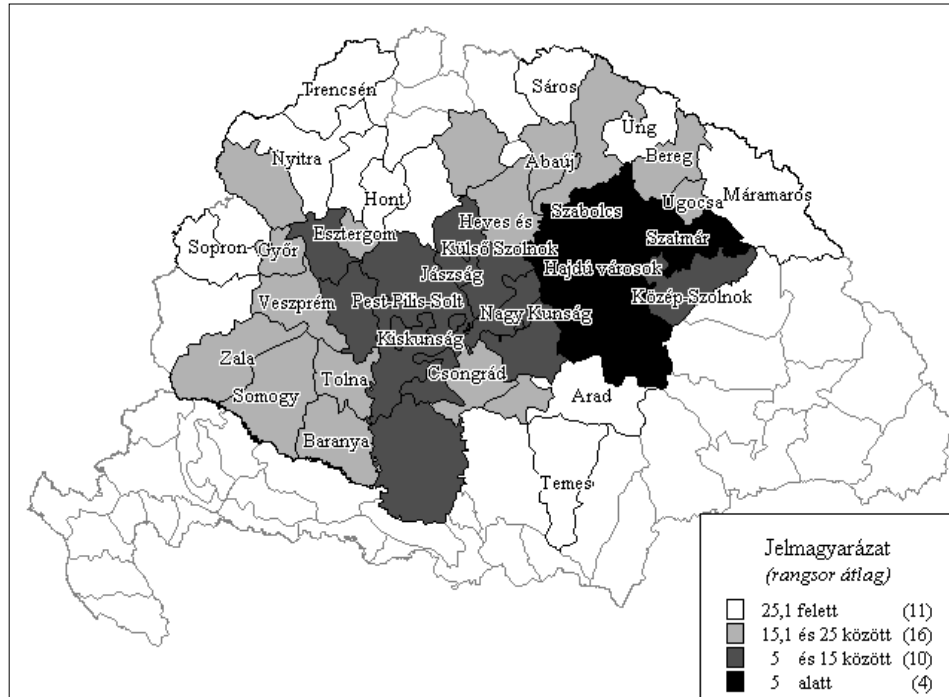 Trencsén
Sáros
Ung
Nyitra
Abaúj
Bereg
Hont
Máramaros
Ugocsa
Szabolcs
Heves és
Esztergom
Szatmár
Sopron
Győr
Külső Szolnok
Jászság
Hajdú városok
Veszprém
Pest-Pilis-Solt
Közép-Szolnok
Nagy Kunság
Kiskunság
Zala
Tolna
Csongrád
Somogy
Arad
Baranya
Temes
Jelmagyarázat
(rangsor átlag)
25,1 felett (11)
15,1 és 25 között (16)
5 és 15 között (10)
5 alatt (4)